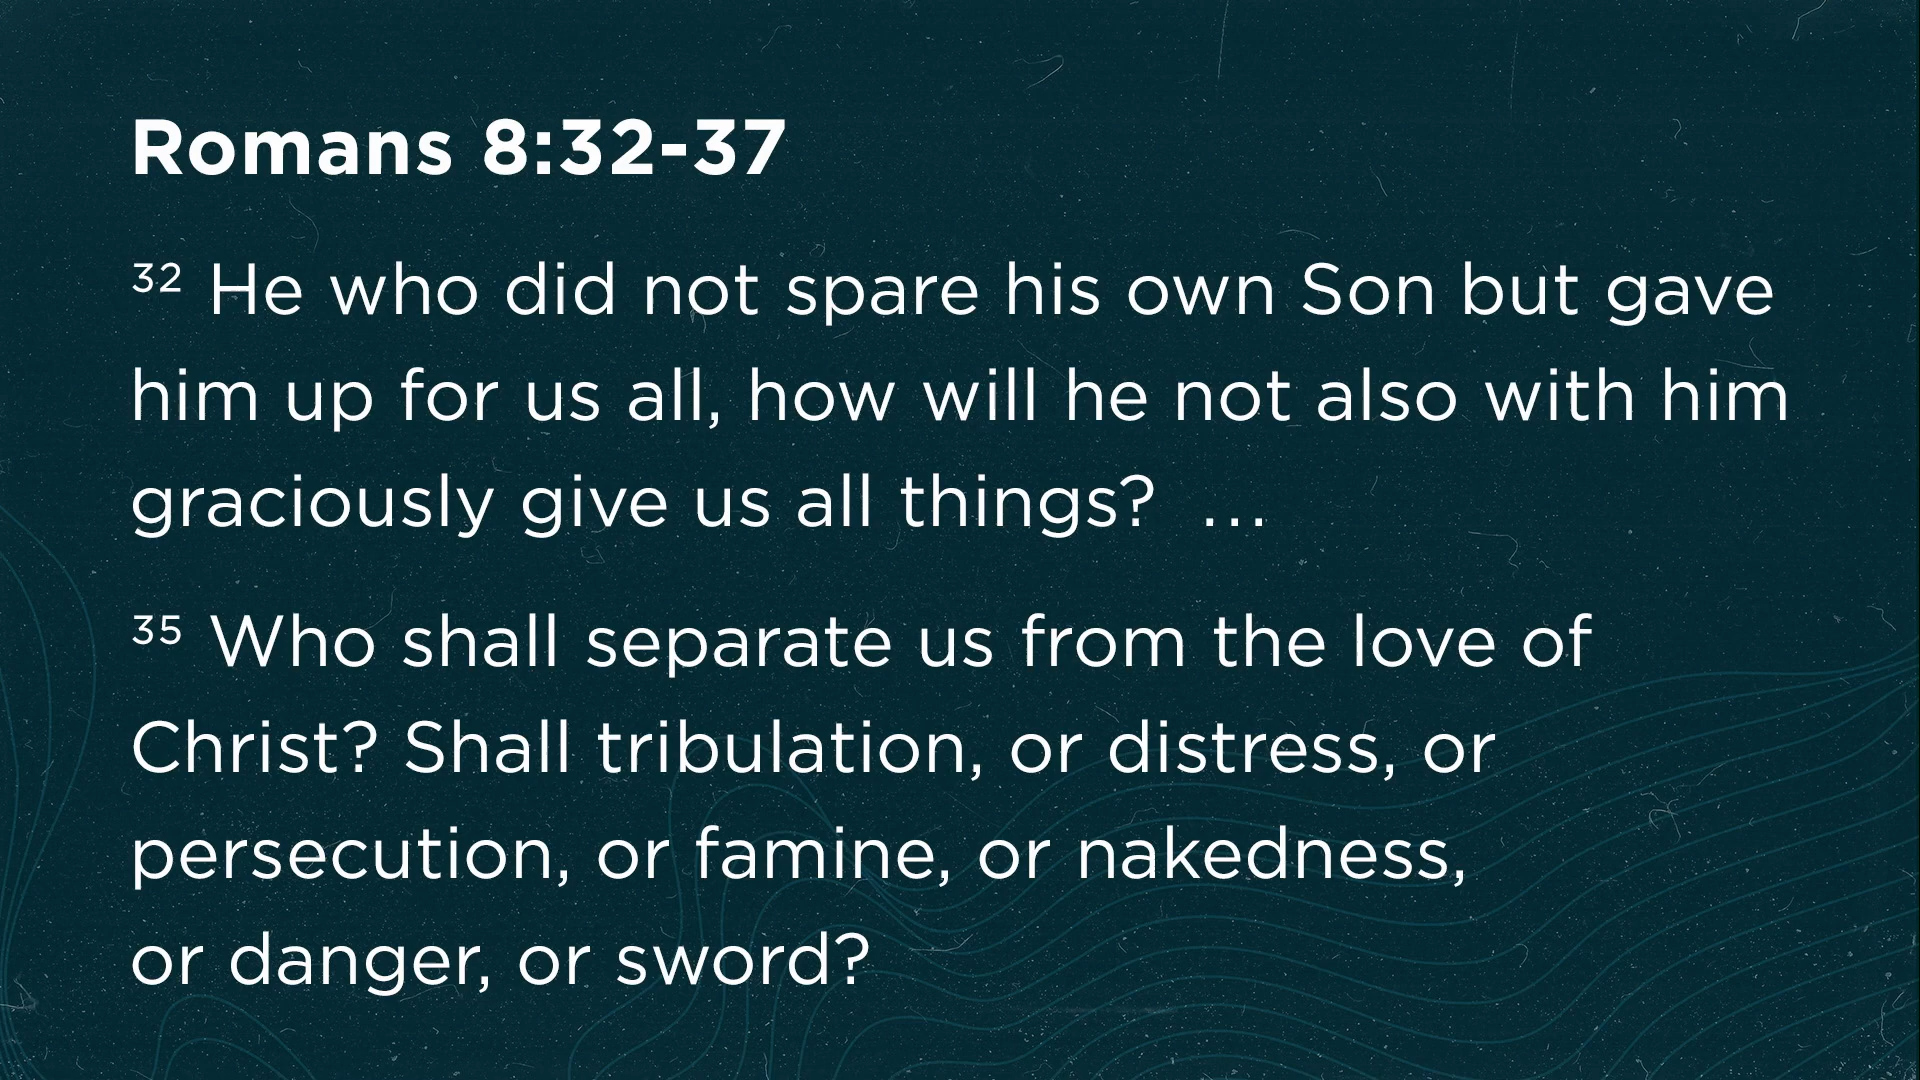 Romans 8:32-37
32 He who did not spare his own Son but gave
him up for us all, how will he not also with him
graciously give us all things?  …
35 Who shall separate us from the love of
Christ? Shall tribulation, or distress, or
persecution, or famine, or nakedness,
or danger, or sword?